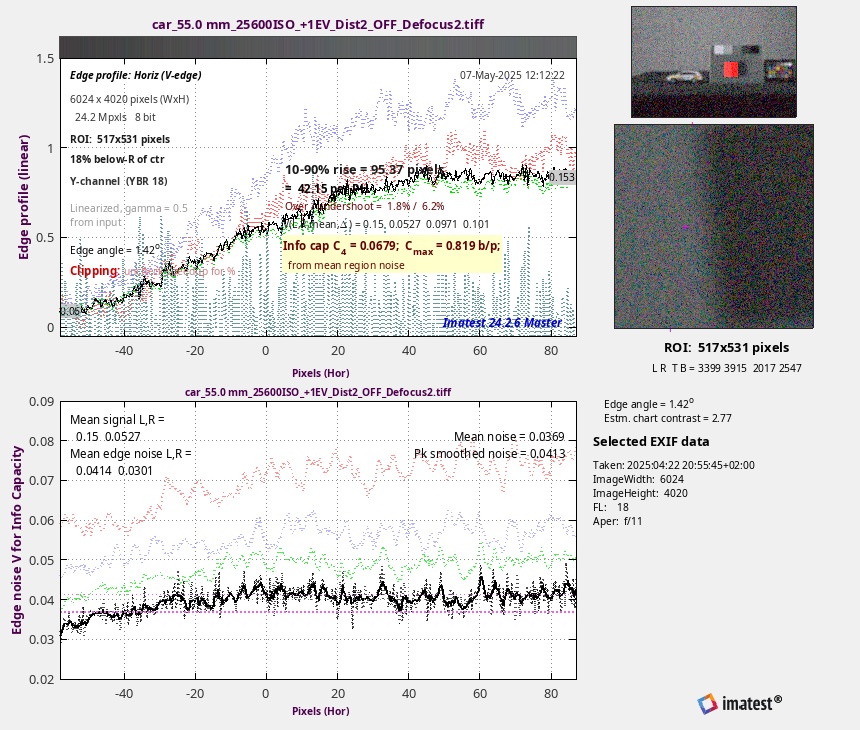 car_55.0 mm_25600ISO_+1EV_Dist2_OFF_Defocus2.tiff
Edge profile: Horiz (V-edge)
07-May-2025 12:12:22
6024 x 4020 pixels (WxH)
24.2 Mpxls 8 bit
ROI: 517x531 pixels
18% below-R of ctr
Y-channel (YBR 18)
Linearized, gamma = 0.5
from input
Edge angle = 1.42°
Clipping:
10-90% rise = 95.37 pixels
= 42.15 per PH
Over/Undershoot = 1.8% / 6.2%
= 0.15, 0.0527 0.0971 0.101
Info cap C4 = 0.0679; Cmax = 0.819 b/p;
from mean region noise
0.153
Imatest 24.2.6 Master
Edge profile (linear)
1.5
1
0.5
0
-40
-20
0
20
40
60
80
Pixels (Hor)
ROI: 517x531 pixels
L R T B = 3399 3915 2017 2547
car_55.0 mm_25600ISO_+1EV_Dist2_OFF_Defocus2.tiff
Mean signal L,R =
0.15 0.0527
Mean edge noise L,R =
0.0414 0.0301
Mean noise = 0.0369
Pk smoothed noise = 0.0413
Edge noise V for Info Capacity
0.09
0.08
0.07
0.06
0.05
0.04
0.03
0.02
-40
-20
0
20
40
60
80
Pixels (Hor)
Edge angle = 1.42°
Estm. chart contrast = 2.77
Selected EXIF data
Taken: 2025:04:22 20:55:45+02:00
ImageWidth: 6024
ImageHeight: 4020
FL: 18
Aper: f/11
imatest®